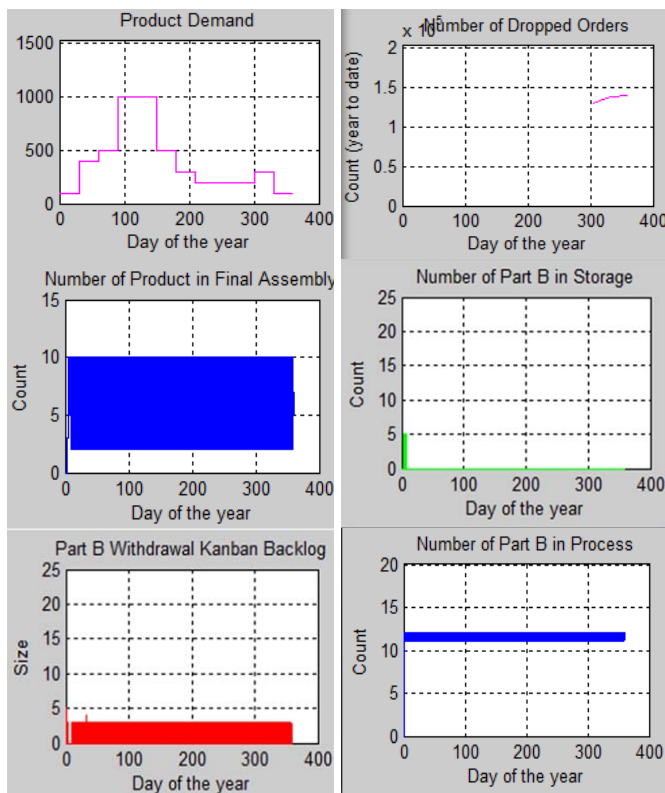 Product Demand
1500
1000
500
0
0 100 200 300 400
Day of the year
x 10^5 Number of Dropped Orders
Count (year to date)
2
1.5
1
0.5
0
0 100 200 300 400
Day of the year
Number of Product in Final Assembly
Count
15
10
5
0
0 100 200 300 400
Day of the year
Number of Part B in Storage
25
20
15
10
5
0
0 100 200 300 400
Day of the year
Part B Withdrawal Kanban Backlog
Size
25
20
15
10
5
0
0 100 200 300 400
Day of the year
Number of Part B in Process
Count
20
15
10
5
0
0 100 200 300 400
Day of the year